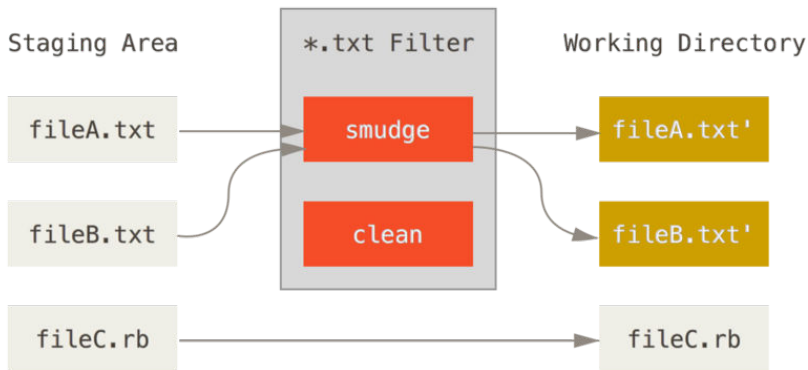 Staging Area
*.txt Filter
Working Directory
fileA.txt
smudge
fileA.txt'
fileB.txt
clean
fileB.txt'
fileC.rb
fileC.rb